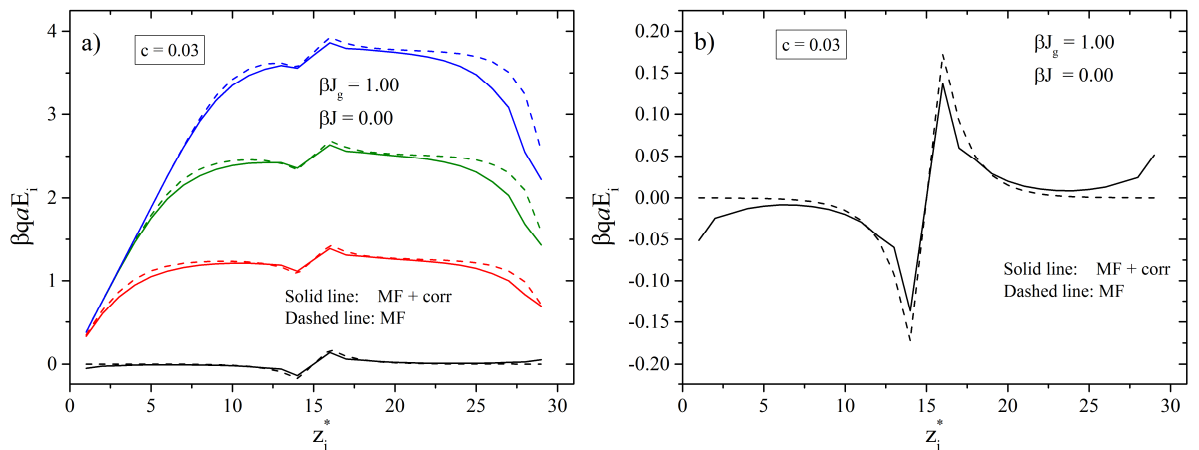 a)
c = 0.03
βJg − 1.00
βJ = 0.00
Solid line: MF + corr
Dashed line: MF
βqaEi
4
3
2
1
0
0 5 10 15 20 25 30
zi*
b)
c = 0.03
βJg = 1.00
βJ = 0.00
Solid line: MF + corr
Dashed line: MF
βqaEi
0.20
0.15
0.10
0.05
0.00
-0.05
-0.10
-0.15
-0.20
0 5 10 15 20 25 30
zi*